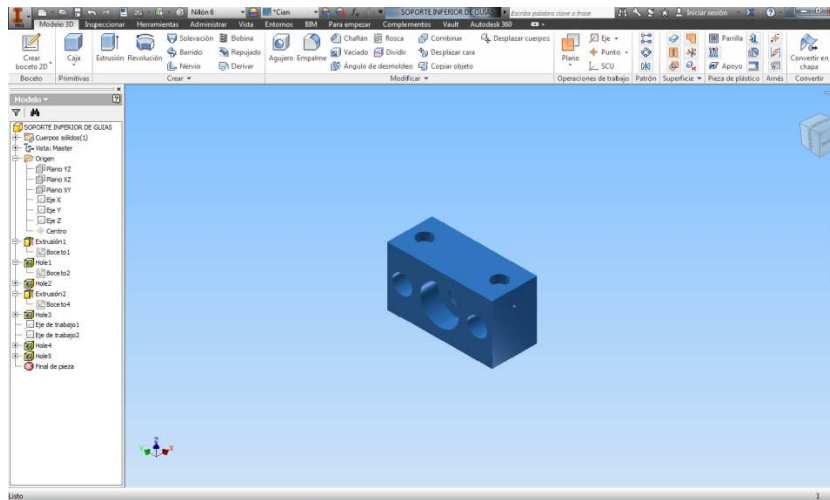 Nilón 6
*Cian
SOPORTE INFERIOR DE GUIAS
Escriba palabra clave o frase
Iniciar sesión
Modelo 3D Inspeccionar Herramientas Administrar Vista Entornos BIM Para empezar Complementos Vault Autodesk 360
Crear boceto 2D
Caja
Extrusión Revolución
Solevación Bobina
Barrido Repujado
Nervio Derivar
Agujero Empalme
Chaflán Rosca Combinar Desplazar cuerpos
Vaciado Dividir Desplazar cara
Ángulo de desmoldeo Copiar objeto
Plano
Eje
Punto
SCU
Parrilla
Apoyo
Convertir en chapa
Boceto Primitivas Crear Modificar Operaciones de trabajo Patrón Superficie Pieza de plástico Arnés Convertir
Modelo
SOPORTE INFERIOR DE GUIAS
Cuerpos sólidos(1)
Vista: Master
Origen
Plano YZ
Plano XZ
Plano XY
Eje X
Eje Y
Eje Z
Centro
Extrusión1
Boceto1
Hole1
Boceto2
Hole2
Extrusión2
Boceto4
Hole3
Eje de trabajo1
Eje de trabajo2
Hole4
Hole5
Final de pieza
Z
Y
X
Listo
1